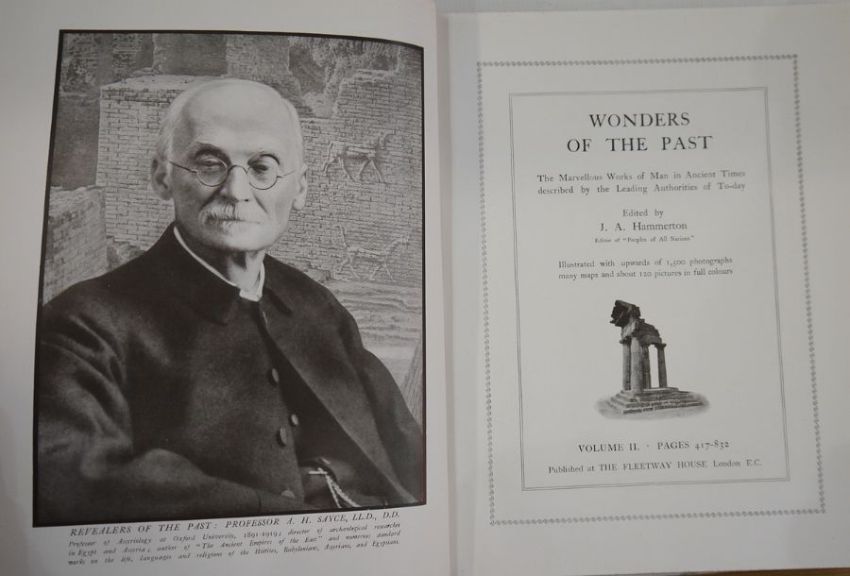 REVEALERS OF THE PAST: PROFESSOR A. H. SAYCE, LL.D., D.D.
Professor of Assyriology at Oxford University, 1891-1919; director of archæological researches
in Egypt and Assyria; author of "The Ancient Empires of the East" and numerous standard
works on the life, languages and religions of the Hittites, Babylonians, Assyrians, and Egyptians.
WONDERS
OF THE PAST
The Marvellous Works of Man in Ancient Times
described by the Leading Authorities of To-day
Edited by
J. A. Hammerton
Editor of "Peoples of All Nations"
Illustrated with upwards of 1,500 photographs
many maps and about 120 pictures in full colours
VOLUME II. · PAGES 417-832
Published at THE FLEETWAY HOUSE London E.C.